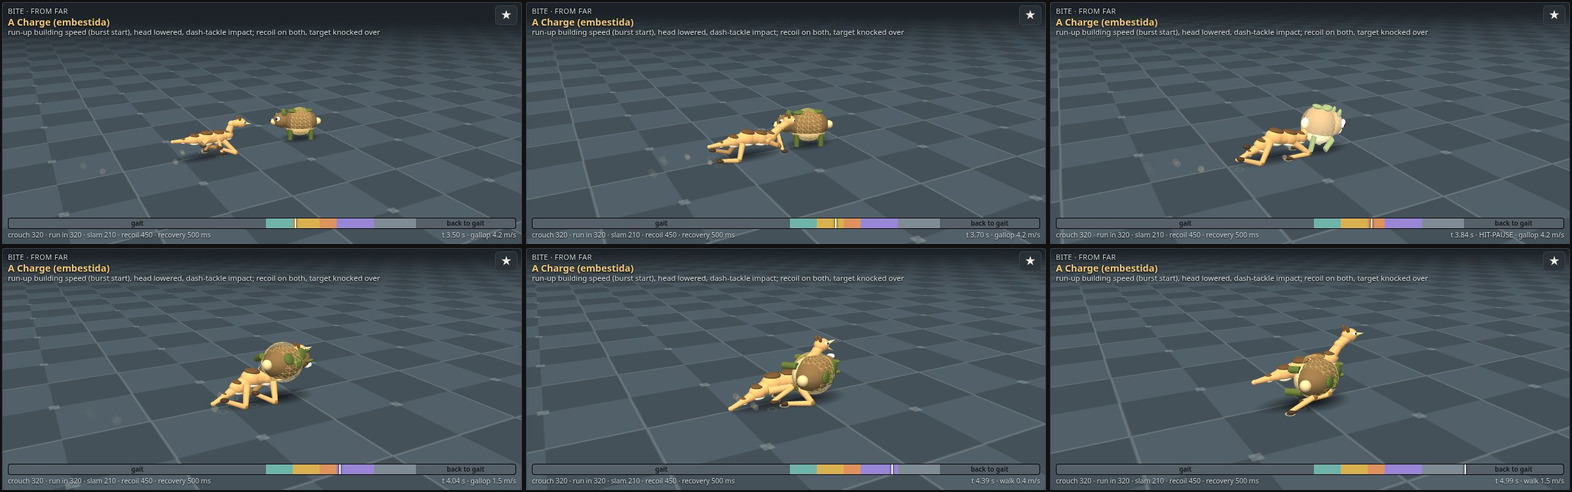 BITE · FROM FAR
A Charge (embestida)
run-up building speed (burst start), head lowered, dash-tackle impact; recoil on both, target knocked over
gait
back to gait
crouch 320 · run in 320 · slam 210 · recoil 450 · recovery 500 ms
t 3.50 s · gallop 4.2 m/s
BITE · FROM FAR
A Charge (embestida)
run-up building speed (burst start), head lowered, dash-tackle impact; recoil on both, target knocked over
gait
back to gait
crouch 320 · run in 320 · slam 210 · recoil 450 · recovery 500 ms
t 3.70 s · gallop 4.2 m/s
BITE · FROM FAR
A Charge (embestida)
run-up building speed (burst start), head lowered, dash-tackle impact; recoil on both, target knocked over
gait
back to gait
crouch 320 · run in 320 · slam 210 · recoil 450 · recovery 500 ms
t 3.84 s · HIT-PAUSE · gallop 4.2 m/s
BITE · FROM FAR
A Charge (embestida)
run-up building speed (burst start), head lowered, dash-tackle impact; recoil on both, target knocked over
gait
back to gait
crouch 320 · run in 320 · slam 210 · recoil 450 · recovery 500 ms
t 4.04 s · gallop 1.5 m/s
BITE · FROM FAR
A Charge (embestida)
run-up building speed (burst start), head lowered, dash-tackle impact; recoil on both, target knocked over
gait
back to gait
crouch 320 · run in 320 · slam 210 · recoil 450 · recovery 500 ms
t 4.39 s · walk 0.4 m/s
BITE · FROM FAR
A Charge (embestida)
run-up building speed (burst start), head lowered, dash-tackle impact; recoil on both, target knocked over
gait
back to gait
crouch 320 · run in 320 · slam 210 · recoil 450 · recovery 500 ms
t 4.99 s · walk 1.5 m/s